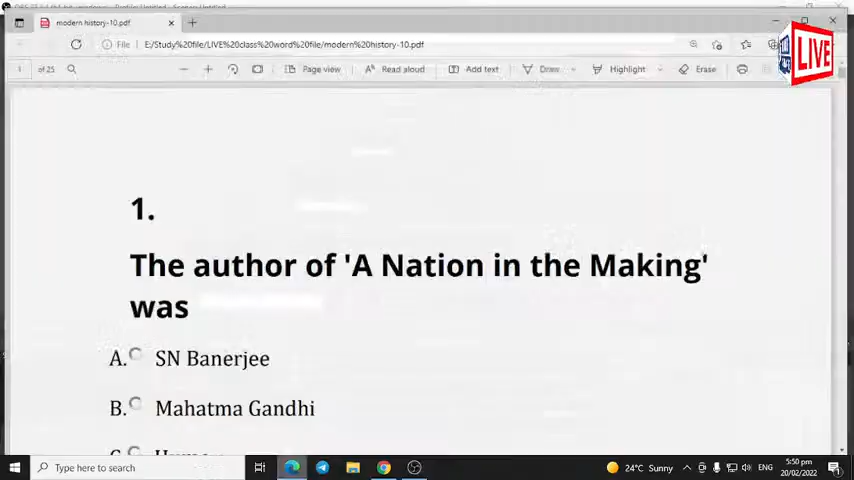 modern history-10.pdf
File
E:/Study%20file/LIVE%20class%20word%20file/modern%20history-10.pdf
LIVE
1
of 25
Page view
Read aloud
Add text
Draw
Highlight
Erase
1.
The author of 'A Nation in the Making'
was
A. SN Banerjee
B. Mahatma Gandhi
Type here to search
24°C Sunny
ENG
5:50 pm
20/02/2022